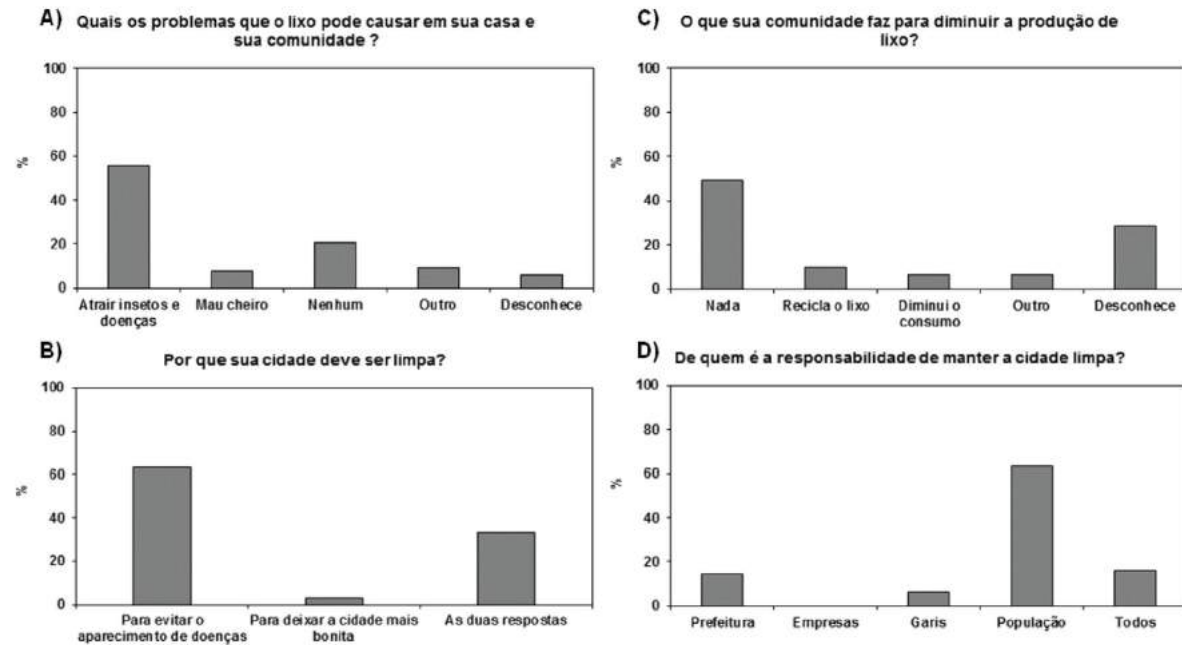 A) Quais os problemas que o lixo pode causar em sua casa e
sua comunidade ?
100
80
60
40
20
0
%
Atrair insetos e
doenças
Mau cheiro
Nenhum
Outro
Desconhece
B) Por que sua cidade deve ser limpa?
100
80
60
40
20
0
%
Para evitar o
aparecimento de doenças
Para deixar a cidade mais
bonita
As duas respostas
C) O que sua comunidade faz para diminuir a produção de
lixo?
100
80
60
40
20
0
%
Nada
Recicla o lixo
Diminui o
consumo
Outro
Desconhece
D) De quem é a responsabilidade de manter a cidade limpa?
100
80
60
40
20
0
%
Prefeitura
Empresas
Garis
População
Todos